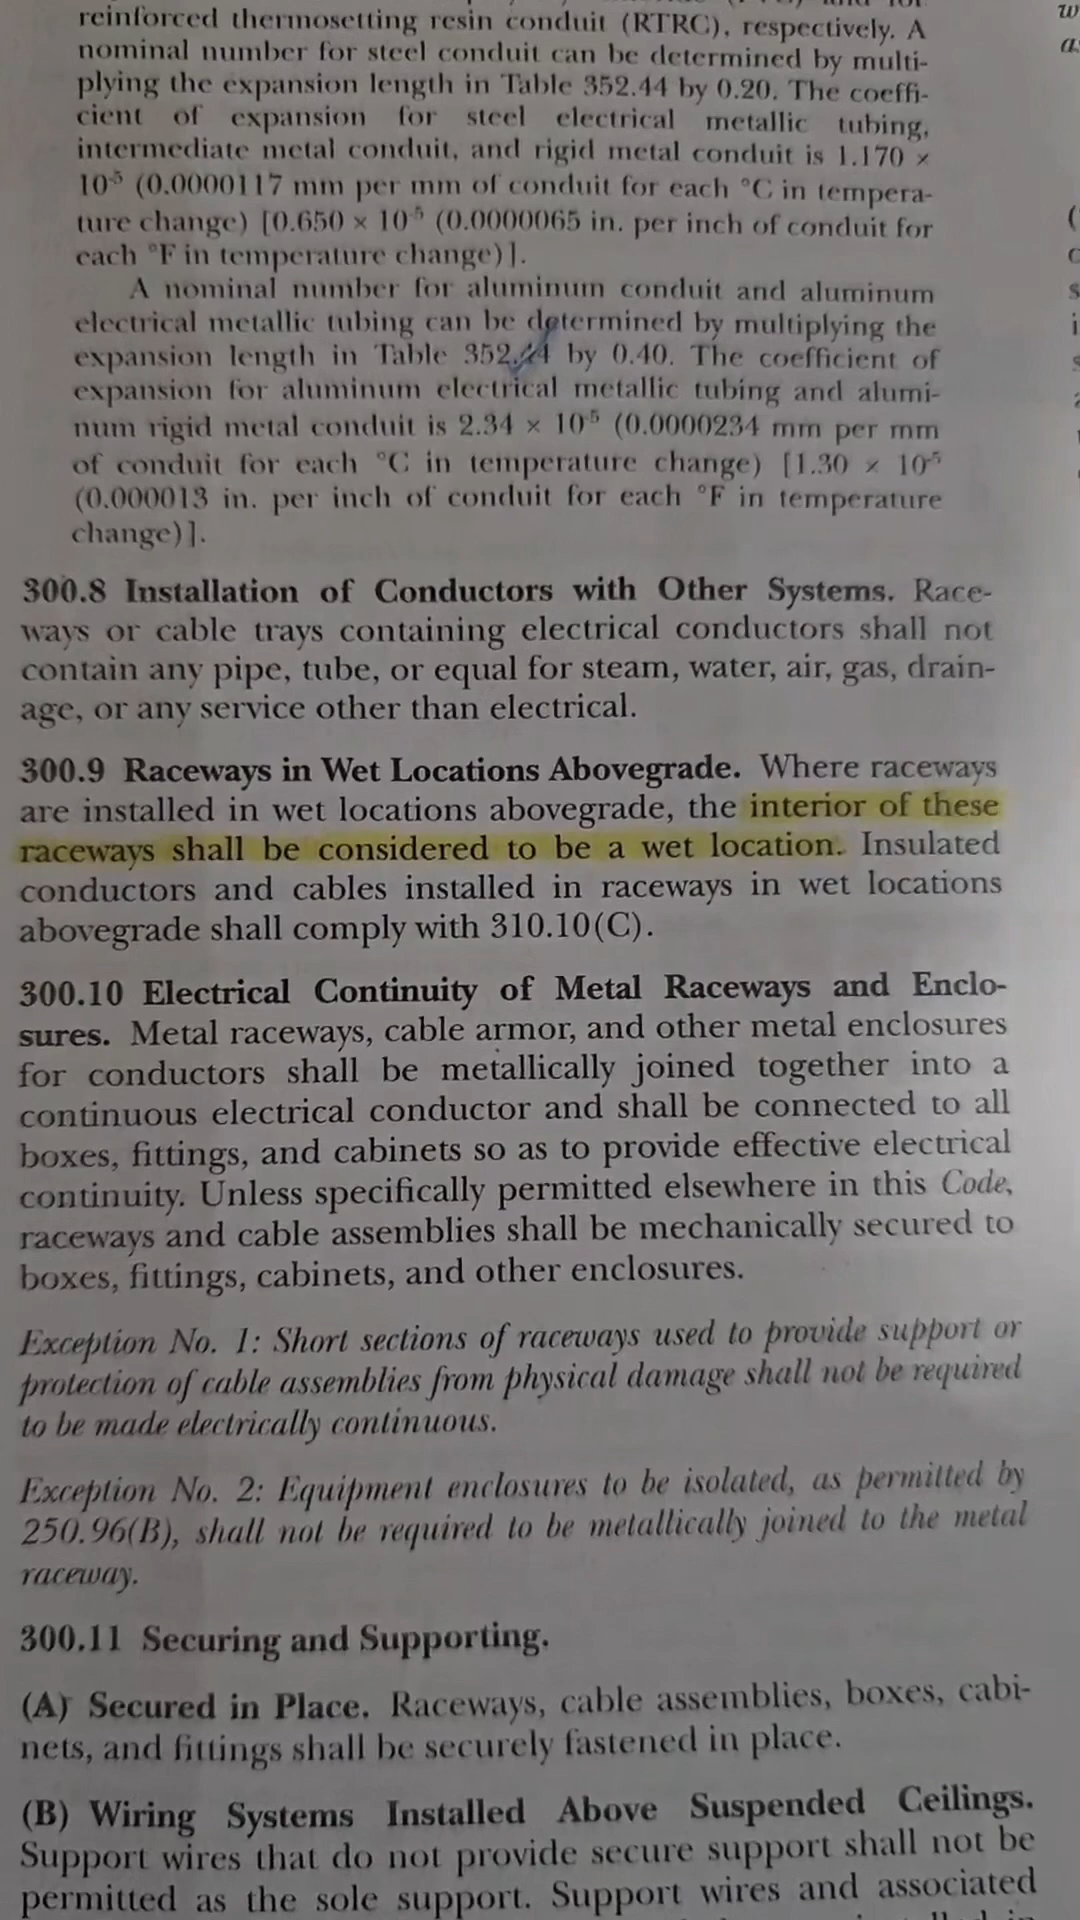 reinforced thermosetting resin conduit (RTRC), respectively. A
nominal number for steel conduit can be determined by multi-
plying the expansion length in Table 352.44 by 0.20. The coeffi-
cient of expansion for steel electrical metallic tubing,
intermediate metal conduit, and rigid metal conduit is 1.170 ×
10⁻⁵ (0.0000117 mm per mm of conduit for each °C in tempera-
ture change) [0.650 × 10⁻⁵ (0.0000065 in. per inch of conduit for
each °F in temperature change)].
A nominal number for aluminum conduit and aluminum
electrical metallic tubing can be determined by multiplying the
expansion length in Table 352.44 by 0.40. The coefficient of
expansion for aluminum electrical metallic tubing and alumi-
num rigid metal conduit is 2.34 × 10⁻⁵ (0.0000234 mm per mm
of conduit for each °C in temperature change) [1.30 × 10⁻⁵
(0.000013 in. per inch of conduit for each °F in temperature
change)].
300.8 Installation of Conductors with Other Systems. Race-
ways or cable trays containing electrical conductors shall not
contain any pipe, tube, or equal for steam, water, air, gas, drain-
age, or any service other than electrical.
300.9 Raceways in Wet Locations Abovegrade. Where raceways
are installed in wet locations abovegrade, the interior of these
raceways shall be considered to be a wet location. Insulated
conductors and cables installed in raceways in wet locations
abovegrade shall comply with 310.10(C).
300.10 Electrical Continuity of Metal Raceways and Enclo-
sures. Metal raceways, cable armor, and other metal enclosures
for conductors shall be metallically joined together into a
continuous electrical conductor and shall be connected to all
boxes, fittings, and cabinets so as to provide effective electrical
continuity. Unless specifically permitted elsewhere in this Code,
raceways and cable assemblies shall be mechanically secured to
boxes, fittings, cabinets, and other enclosures.
Exception No. 1: Short sections of raceways used to provide support or
protection of cable assemblies from physical damage shall not be required
to be made electrically continuous.
Exception No. 2: Equipment enclosures to be isolated, as permitted by
250.96(B), shall not be required to be metallically joined to the metal
raceway.
300.11 Securing and Supporting.
(A) Secured in Place. Raceways, cable assemblies, boxes, cabi-
nets, and fittings shall be securely fastened in place.
(B) Wiring Systems Installed Above Suspended Ceilings.
Support wires that do not provide secure support shall not be
permitted as the sole support. Support wires and associated